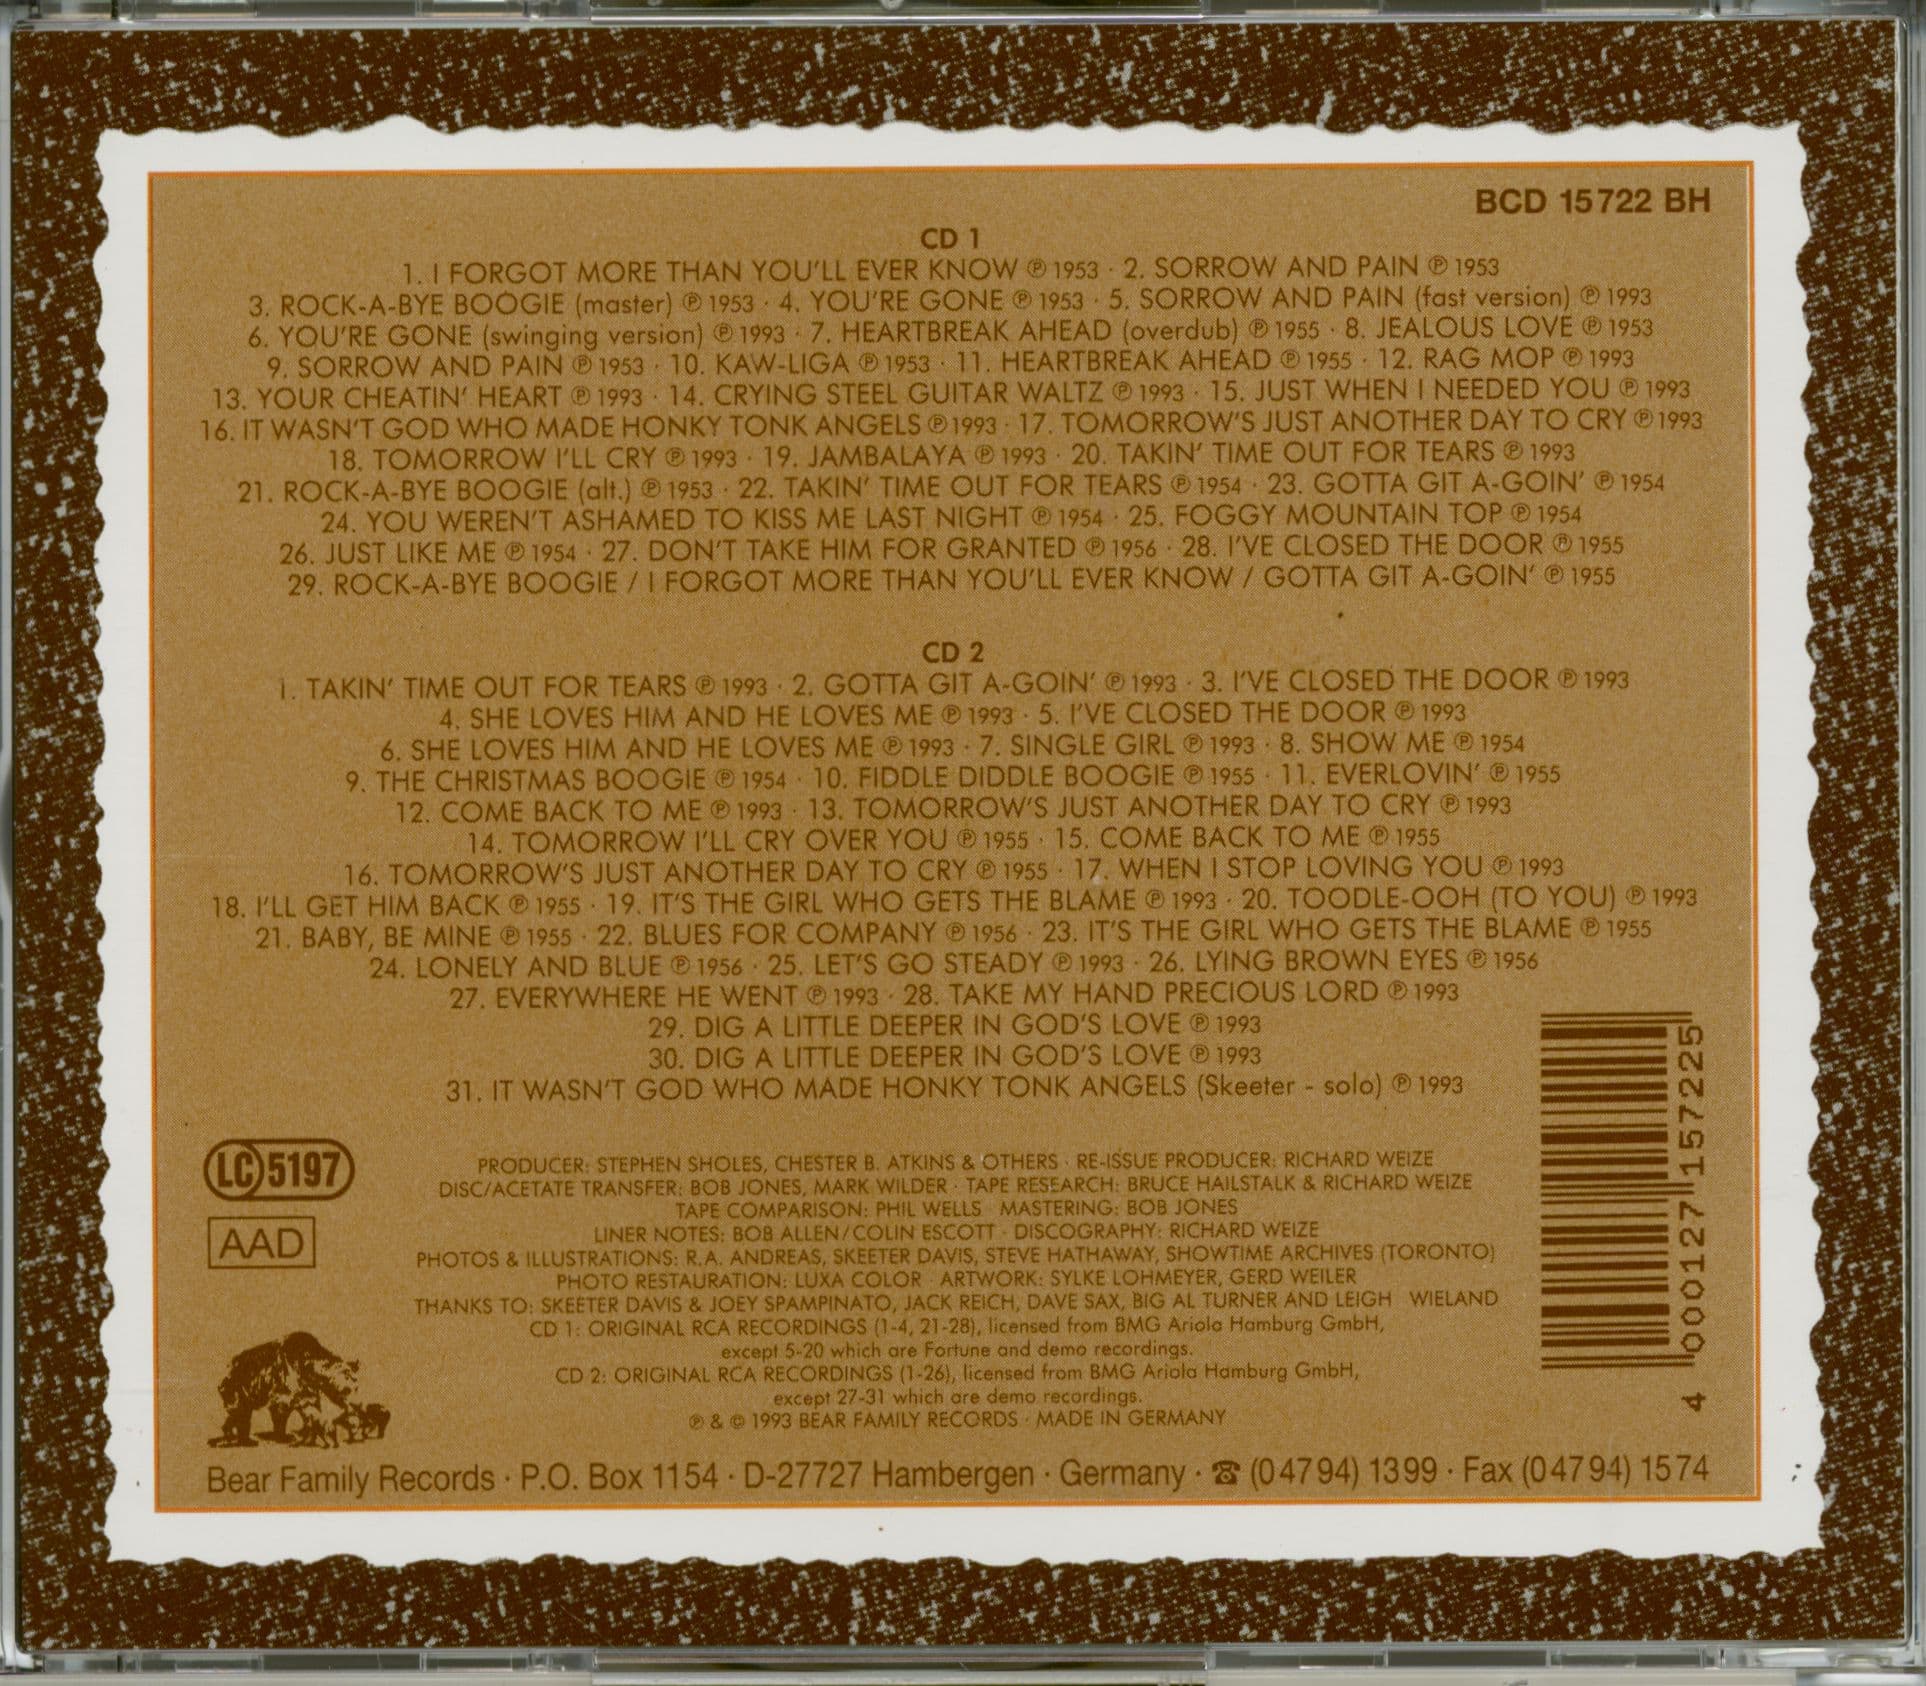 BCD 15722 BH
CD 1
1. I FORGOT MORE THAN YOU'LL EVER KNOW ℗ 1953 · 2. SORROW AND PAIN ℗ 1953
3. ROCK-A-BYE BOOGIE (master) ℗ 1953 · 4. YOU'RE GONE ℗ 1953 · 5. SORROW AND PAIN (fast version) ℗ 1993
6. YOU'RE GONE (swinging version) ℗ 1993 · 7. HEARTBREAK AHEAD (overdub) ℗ 1955 · 8. JEALOUS LOVE ℗ 1953
9. SORROW AND PAIN ℗ 1953 · 10. KAW-LIGA ℗ 1953 · 11. HEARTBREAK AHEAD ℗ 1955 · 12. RAG MOP ℗ 1993
13. YOUR CHEATIN' HEART ℗ 1993 · 14. CRYING STEEL GUITAR WALTZ ℗ 1993 · 15. JUST WHEN I NEEDED YOU ℗ 1993
16. IT WASN'T GOD WHO MADE HONKY TONK ANGELS ℗ 1993 · 17. TOMORROW'S JUST ANOTHER DAY TO CRY ℗ 1993
18. TOMORROW I'LL CRY ℗ 1993 · 19. JAMBALAYA ℗ 1993 · 20. TAKIN' TIME OUT FOR TEARS ℗ 1993
21. ROCK-A-BYE BOOGIE (alt.) ℗ 1953 · 22. TAKIN' TIME OUT FOR TEARS ℗ 1954 · 23. GOTTA GIT A-GOIN' ℗ 1954
24. YOU WEREN'T ASHAMED TO KISS ME LAST NIGHT ℗ 1954 · 25. FOGGY MOUNTAIN TOP ℗ 1954
26. JUST LIKE ME ℗ 1954 · 27. DON'T TAKE HIM FOR GRANTED ℗ 1956 · 28. I'VE CLOSED THE DOOR ℗ 1955
29. ROCK-A-BYE BOOGIE / I FORGOT MORE THAN YOU'LL EVER KNOW / GOTTA GIT A-GOIN' ℗ 1955
CD 2
1. TAKIN' TIME OUT FOR TEARS ℗ 1993 · 2. GOTTA GIT A-GOIN' ℗ 1993 · 3. I'VE CLOSED THE DOOR ℗ 1993
4. SHE LOVES HIM AND HE LOVES ME ℗ 1993 · 5. I'VE CLOSED THE DOOR ℗ 1993
6. SHE LOVES HIM AND HE LOVES ME ℗ 1993 · 7. SINGLE GIRL ℗ 1993 · 8. SHOW ME ℗ 1954
9. THE CHRISTMAS BOOGIE ℗ 1954 · 10. FIDDLE DIDDLE BOOGIE ℗ 1955 · 11. EVERLOVIN' ℗ 1955
12. COME BACK TO ME ℗ 1993 · 13. TOMORROW'S JUST ANOTHER DAY TO CRY ℗ 1993
14. TOMORROW I'LL CRY OVER YOU ℗ 1955 · 15. COME BACK TO ME ℗ 1955
16. TOMORROW'S JUST ANOTHER DAY TO CRY ℗ 1955 · 17. WHEN I STOP LOVING YOU ℗ 1993
18. I'LL GET HIM BACK ℗ 1955 · 19. IT'S THE GIRL WHO GETS THE BLAME ℗ 1993 · 20. TOODLE-OOH (TO YOU) ℗ 1993
21. BABY, BE MINE ℗ 1955 · 22. BLUES FOR COMPANY ℗ 1956 · 23. IT'S THE GIRL WHO GETS THE BLAME ℗ 1955
24. LONELY AND BLUE ℗ 1956 · 25. LET'S GO STEADY ℗ 1993 · 26. LYING BROWN EYES ℗ 1956
27. EVERYWHERE HE WENT ℗ 1993 · 28. TAKE MY HAND PRECIOUS LORD ℗ 1993
29. DIG A LITTLE DEEPER IN GOD'S LOVE ℗ 1993
30. DIG A LITTLE DEEPER IN GOD'S LOVE ℗ 1993
31. IT WASN'T GOD WHO MADE HONKY TONK ANGELS (Skeeter - solo) ℗ 1993
LC 5197
AAD
PRODUCER: STEPHEN SHOLES, CHESTER B. ATKINS & OTHERS · RE-ISSUE PRODUCER: RICHARD WEIZE
DISC/ACETATE TRANSFER: BOB JONES, MARK WILDER · TAPE RESEARCH: BRUCE HAILSTALK & RICHARD WEIZE
TAPE COMPARISON: PHIL WELLS · MASTERING: BOB JONES
LINER NOTES: BOB ALLEN/COLIN ESCOTT · DISCOGRAPHY: RICHARD WEIZE
PHOTOS & ILLUSTRATIONS: R.A. ANDREAS, SKEETER DAVIS, STEVE HATHAWAY, SHOWTIME ARCHIVES (TORONTO)
PHOTO RESTAURATION: LUXA COLOR · ARTWORK: SYLKE LOHMEYER, GERD WEILER
THANKS TO: SKEETER DAVIS & JOEY SPAMPINATO, JACK REICH, DAVE SAX, BIG AL TURNER AND LEIGH WIELAND
CD 1: ORIGINAL RCA RECORDINGS (1-4, 21-28), licensed from BMG Ariola Hamburg GmbH,
except 5-20 which are Fortune and demo recordings.
CD 2: ORIGINAL RCA RECORDINGS (1-26), licensed from BMG Ariola Hamburg GmbH,
except 27-31 which are demo recordings.
℗ & © 1993 BEAR FAMILY RECORDS · MADE IN GERMANY
4 000127 157225
Bear Family Records · P.O. Box 1154 · D-27727 Hambergen · Germany · ☎ (04794) 1399 · Fax (04794) 1574